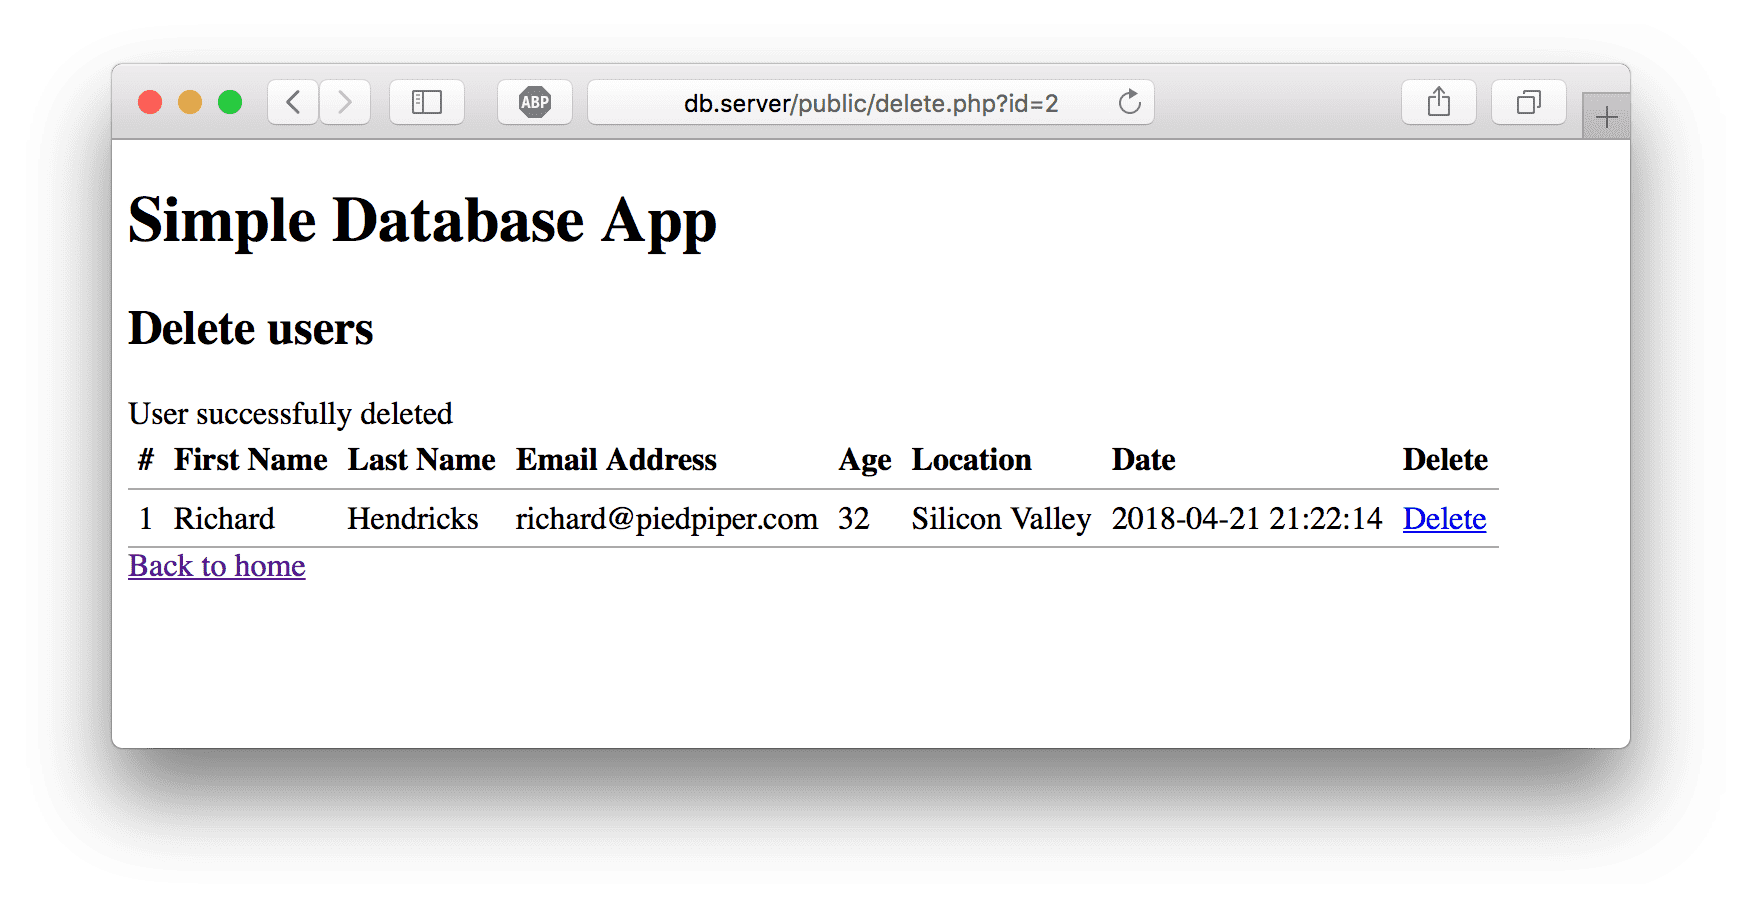 ABP
db.server/public/delete.php?id=2
Simple Database App
Delete users
User successfully deleted
# First Name Last Name Email Address Age Location Date Delete
1 Richard Hendricks richard@piedpiper.com 32 Silicon Valley 2018-04-21 21:22:14 Delete
Back to home